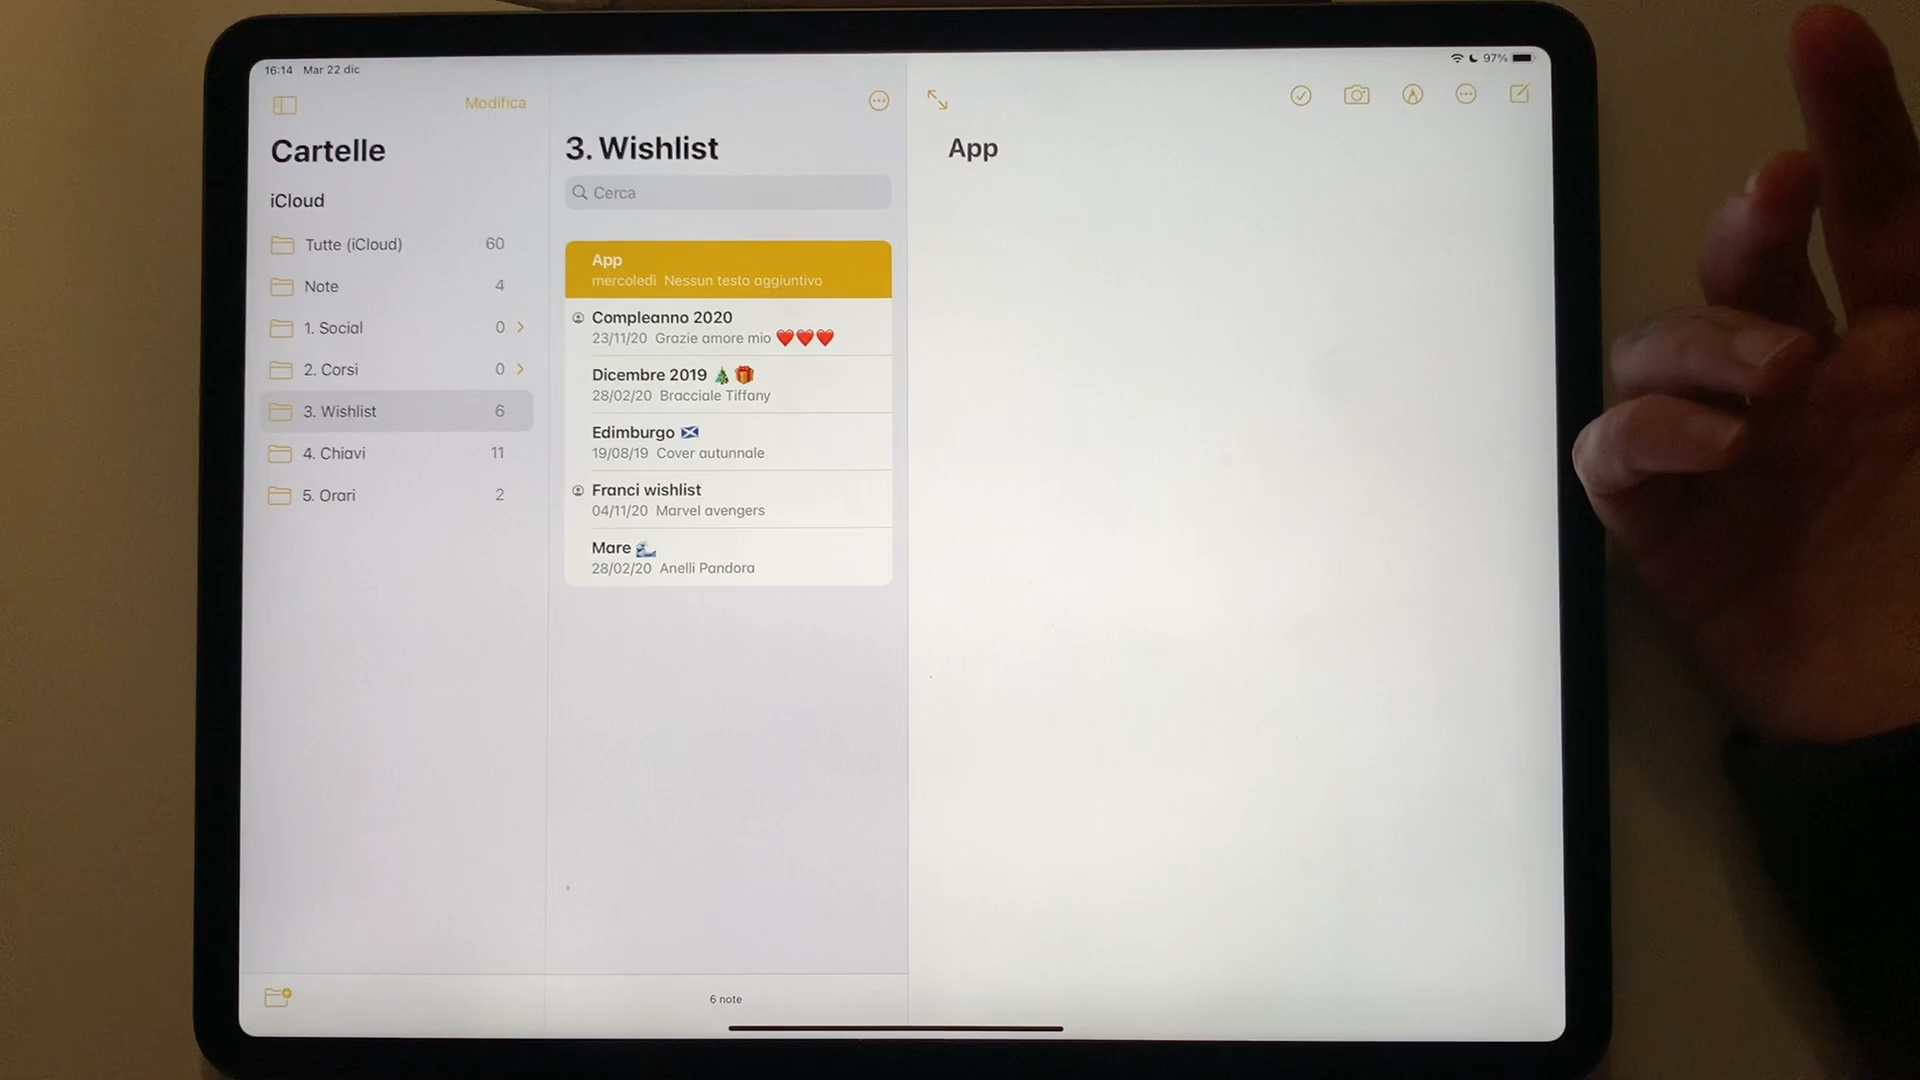 16:14 Mar 22 dic
97%
Modifica
Cartelle
iCloud
Tutte (iCloud) 60
Note 4
1. Social 0
2. Corsi 0
3. Wishlist 6
4. Chiavi 11
5. Orari 2
3. Wishlist
Cerca
App
mercoledì Nessun testo aggiuntivo
Compleanno 2020
23/11/20 Grazie amore mio ❤️❤️❤️
Dicembre 2019 🎄🎁
28/02/20 Bracciale Tiffany
Edimburgo 🏴󠁧󠁢󠁳󠁣󠁴󠁿
19/08/19 Cover autunnale
Franci wishlist
04/11/20 Marvel avengers
Mare 🌊
28/02/20 Anelli Pandora
6 note
App